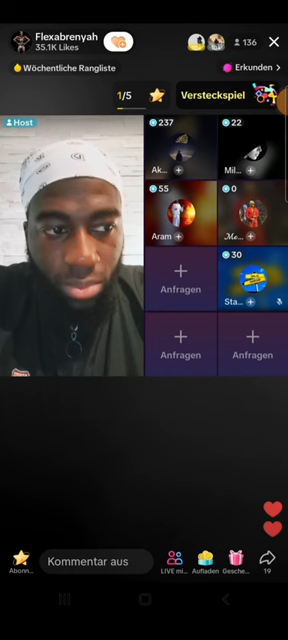 Flexabrenyah
35.1K Likes
136
Wöchentliche Rangliste
Erkunden >
1/5
Versteckspiel
Host
237
22
Ak...
Mil...
55
0
Aram
Me...
30
Anfragen
Sta...
Anfragen
Anfragen
Kommentar aus
Abonn...
LIVE mi...
Aufladen
Gesche...
19